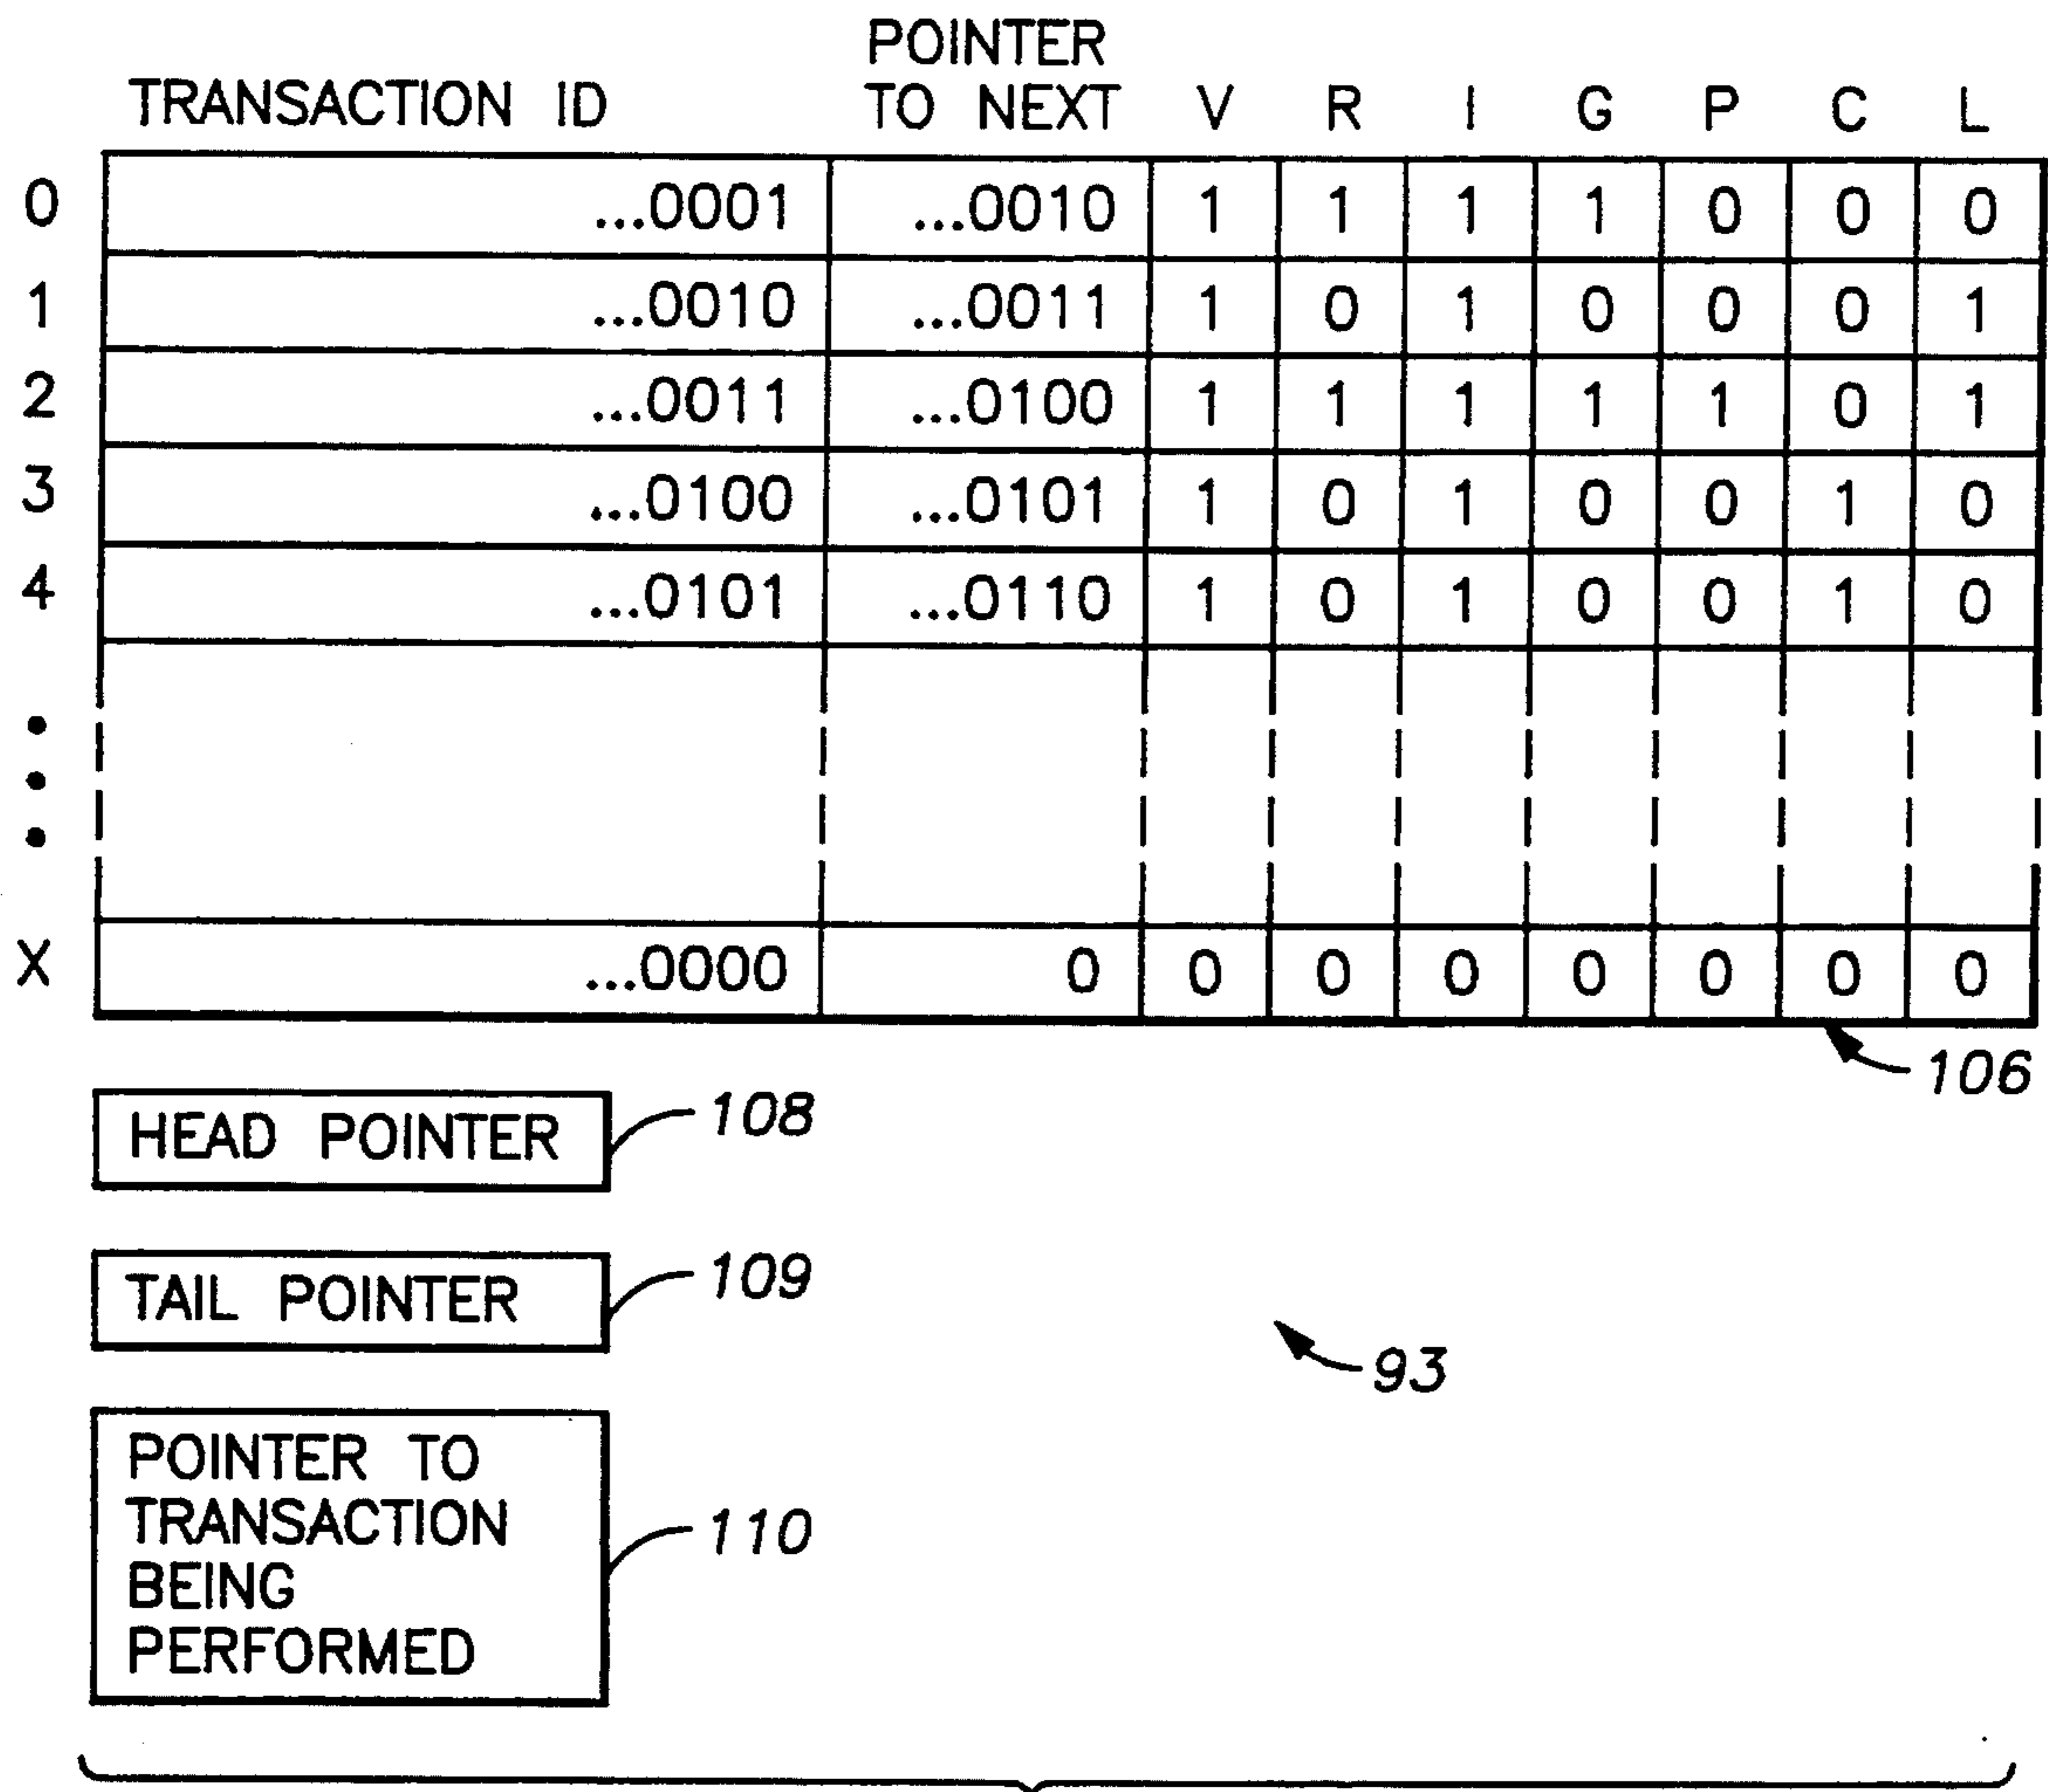 POINTER
TRANSACTION ID TO NEXT V R I G P C L
0 ...0001 ...0010 1 1 1 1 0 0 0
1 ...0010 ...0011 1 0 1 0 0 0 1
2 ...0011 ...0100 1 1 1 1 1 0 1
3 ...0100 ...0101 1 0 1 0 0 1 0
4 ...0101 ...0110 1 0 1 0 0 1 0
X ...0000 0 0 0 0 0 0 0 0
106
HEAD POINTER 108
TAIL POINTER 109
93
POINTER TO
TRANSACTION 110
BEING
PERFORMED